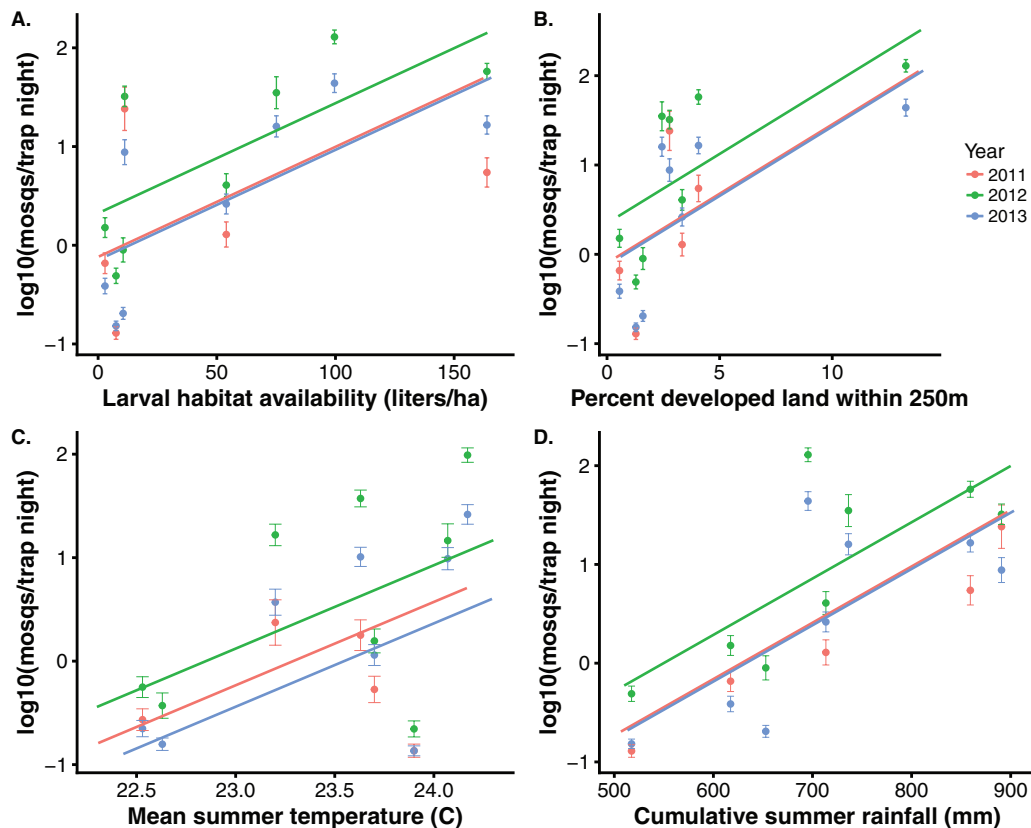 A.
log10(mosqs/trap night)
2
1
0
−1
0 50 100 150
Larval habitat availability (liters/ha)
B.
log10(mosqs/trap night)
2
1
0
−1
0 5 10
Percent developed land within 250m
Year
2011
2012
2013
C.
log10(mosqs/trap night)
2
1
0
−1
22.5 23.0 23.5 24.0
Mean summer temperature (C)
D.
log10(mosqs/trap night)
2
1
0
−1
500 600 700 800 900
Cumulative summer rainfall (mm)